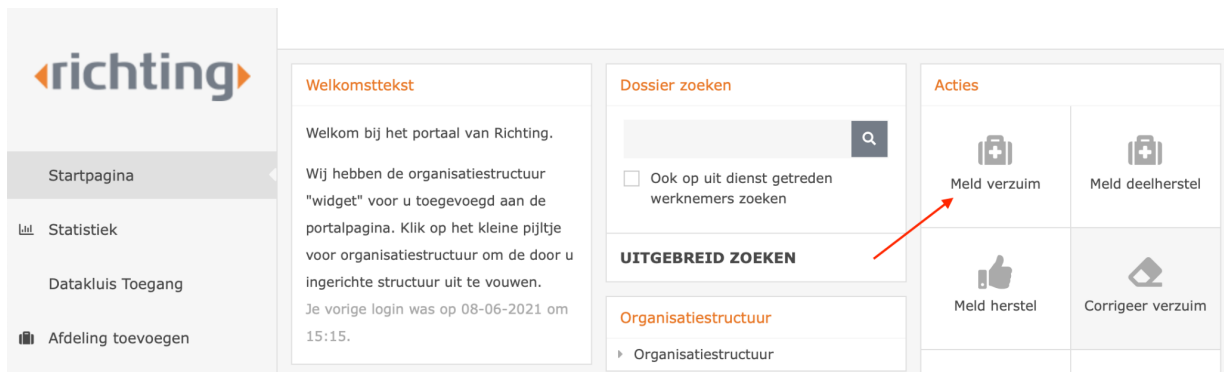 richting
Startpagina
Statistiek
Datakluis Toegang
Afdeling toevoegen
Welkomsttekst
Welkom bij het portaal van Richting.
Wij hebben de organisatiestructuur
"widget" voor u toegevoegd aan de
portalpagina. Klik op het kleine pijltje
voor organisatiestructuur om de door u
ingerichte structuur uit te vouwen.
Je vorige login was op 08-06-2021 om
15:15.
Dossier zoeken
Ook op uit dienst getreden
werknemers zoeken
UITGEBREID ZOEKEN
Organisatiestructuur
Organisatiestructuur
Acties
Meld verzuim
Meld deelherstel
Meld herstel
Corrigeer verzuim